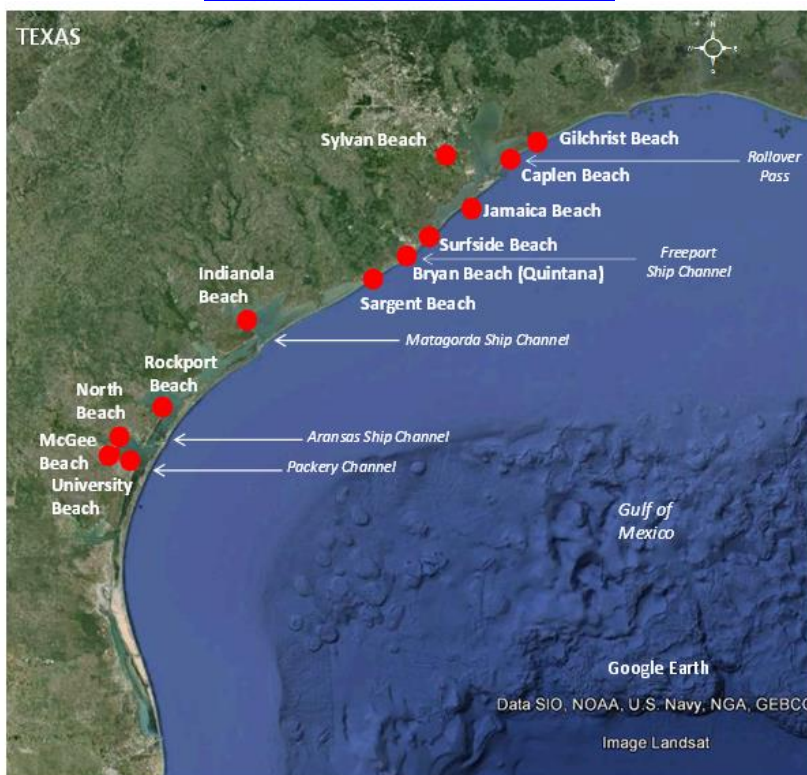 TEXAS
N
Sylvan Beach
Gilchrist Beach
Rollover
Pass
Caplen Beach
Jamaica Beach
Surfside Beach
Freeport
Ship Channel
Bryan Beach (Quintana)
Indianola
Beach
Sargent Beach
Matagorda Ship Channel
Rockport
Beach
North
Beach
Aransas Ship Channel
McGee
Beach
Packery Channel
University
Beach
Gulf of
Mexico
Google Earth
Data SIO, NOAA, U.S. Navy, NGA, GEBCO
Image Landsat